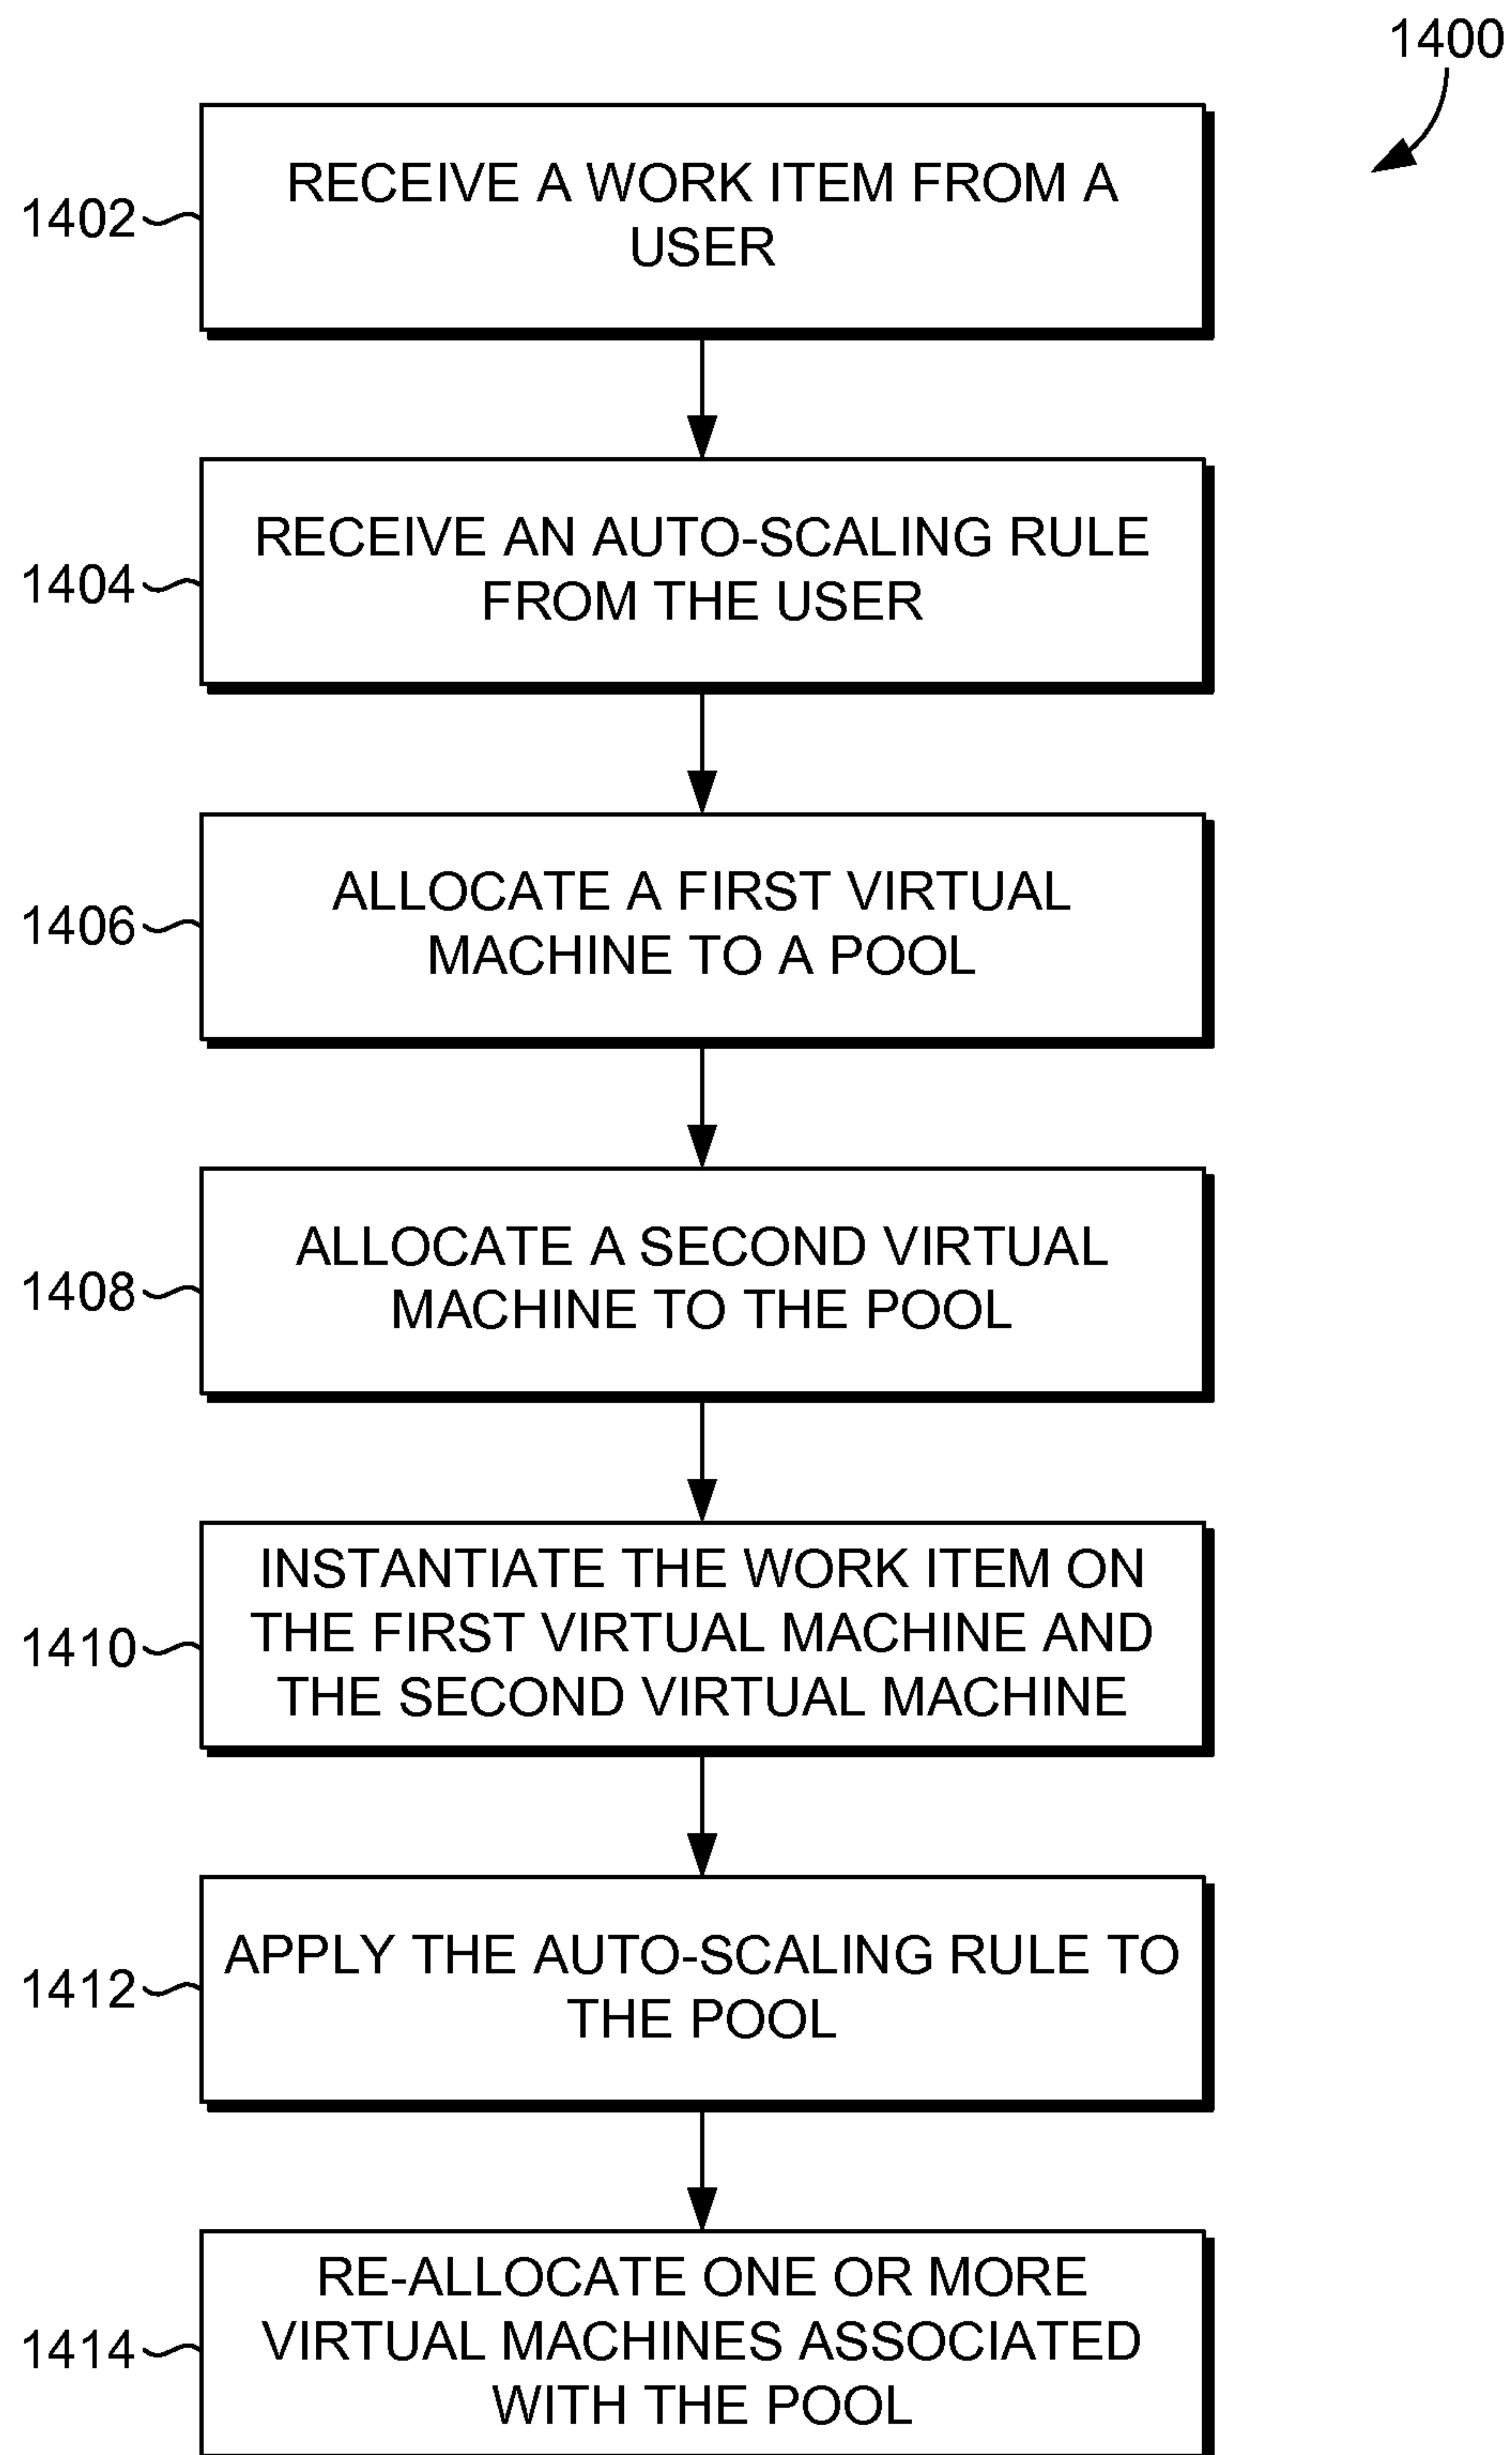 1400
1402
RECEIVE A WORK ITEM FROM A
USER
1404
RECEIVE AN AUTO-SCALING RULE
FROM THE USER
1406
ALLOCATE A FIRST VIRTUAL
MACHINE TO A POOL
1408
ALLOCATE A SECOND VIRTUAL
MACHINE TO THE POOL
1410
INSTANTIATE THE WORK ITEM ON
THE FIRST VIRTUAL MACHINE AND
THE SECOND VIRTUAL MACHINE
1412
APPLY THE AUTO-SCALING RULE TO
THE POOL
1414
RE-ALLOCATE ONE OR MORE
VIRTUAL MACHINES ASSOCIATED
WITH THE POOL